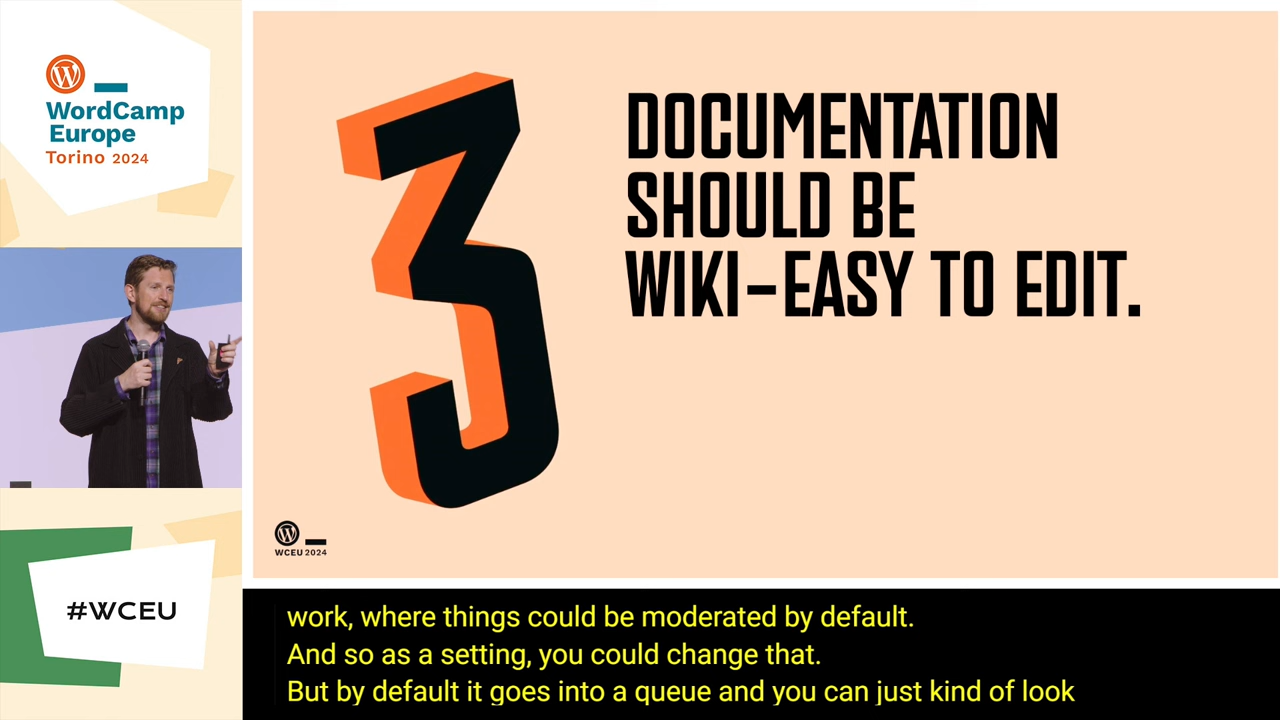 WordCamp
Europe
Torino 2024
3
DOCUMENTATION
SHOULD BE
WIKI-EASY TO EDIT.
WCEU 2024
#WCEU
work, where things could be moderated by default.
And so as a setting, you could change that.
But by default it goes into a queue and you can just kind of look